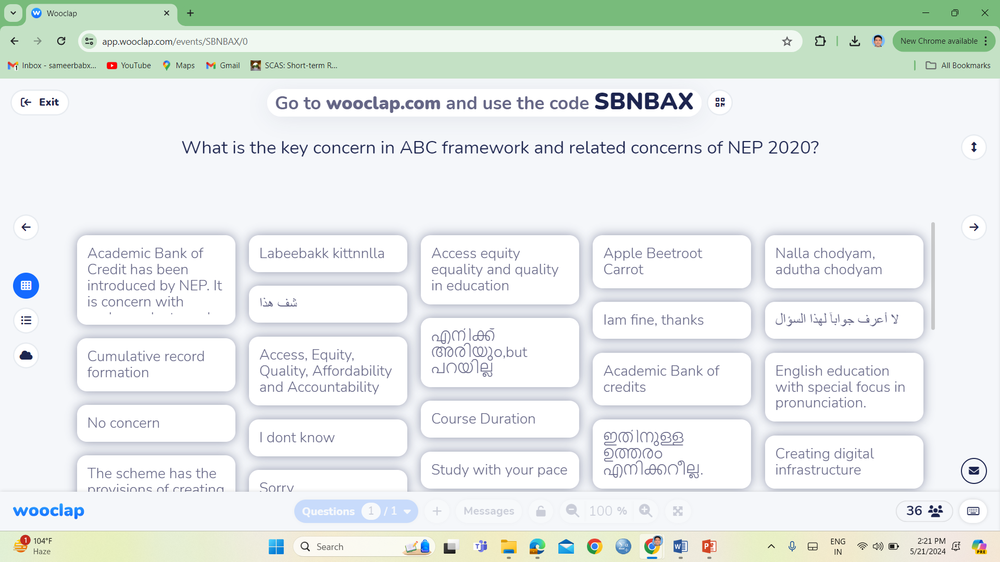 Wooclap
app.wooclap.com/events/SBNBAX/0
New Chrome available
Inbox - sameerbabx...
YouTube
Maps
Gmail
SCAS: Short-term R...
All Bookmarks
Exit
Go to wooclap.com and use the code SBNBAX
What is the key concern in ABC framework and related concerns of NEP 2020?
Academic Bank of
Credit has been
introduced by NEP. It
is concern with
Cumulative record
formation
No concern
The scheme has the
provisions of creating
Labeebakk kittnnlla
شف هذا
Access, Equity,
Quality, Affordability
and Accountability
I dont know
Sorry
Access equity
equality and quality
in education
എനിക്ക്
അരിയും,but
പറയില്ല
Course Duration
Study with your pace
Apple Beetroot
Carrot
Iam fine, thanks
Academic Bank of
credits
ഇതിനുള്ള
ഉത്തരം
എനിക്കറീല്ല.
Nalla chodyam,
adutha chodyam
لا أعرف جواباً لهذا السؤال
English education
with special focus in
pronunciation.
Creating digital
infrastructure
wooclap
Questions 1 / 1
Messages
100 %
36
1
104°F
Haze
Search
ENG
IN
2:21 PM
5/21/2024
PRE